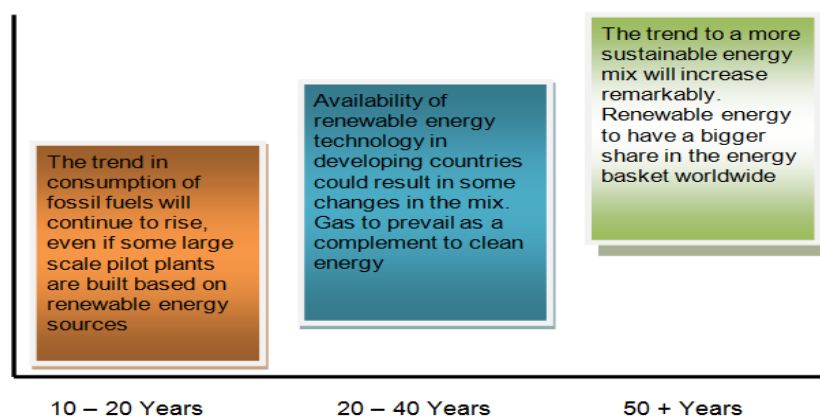 The trend in
consumption of
fossil fuels will
continue to rise,
even if some large
scale pilot plants
are built based on
renewable energy
sources
Availability of
renewable energy
technology in
developing countries
could result in some
changes in the mix.
Gas to prevail as a
complement to clean
energy
The trend to a more
sustainable energy
mix will increase
remarkably.
Renewable energy
to have a bigger
share in the energy
basket worldwide
10 – 20 Years
20 – 40 Years
50 + Years